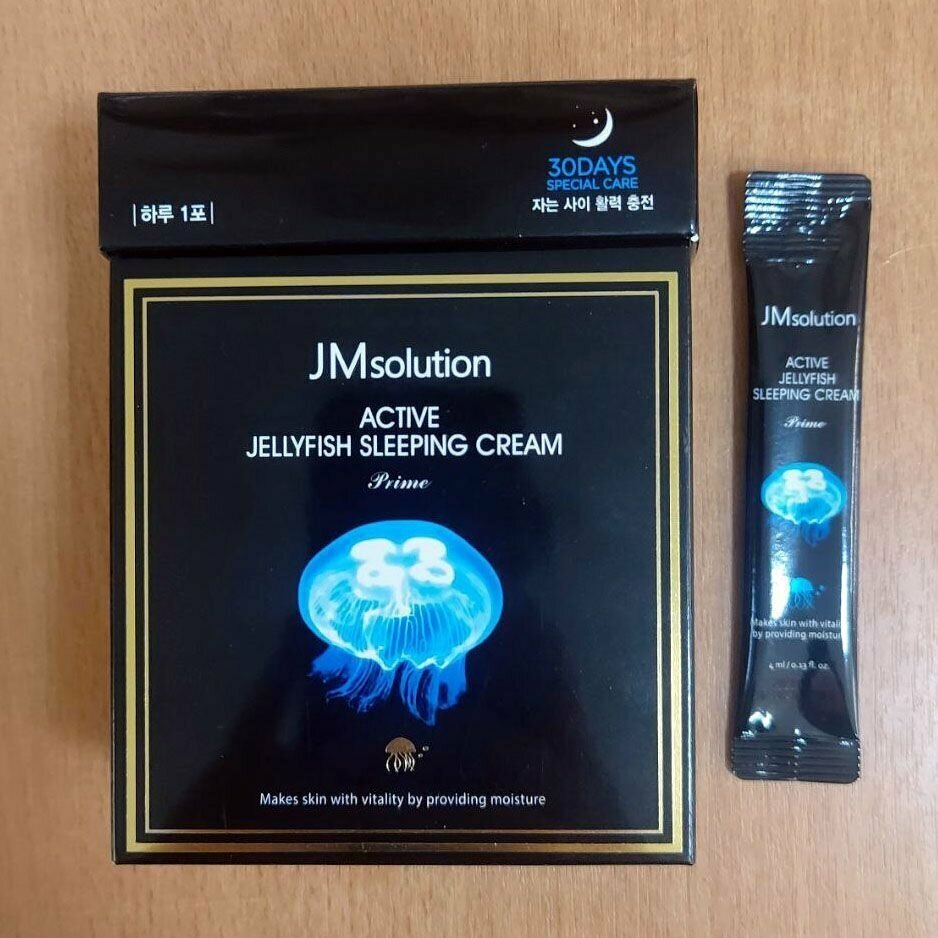 30DAYS
SPECIAL CARE
자는 사이 활력 충전
|하루 1포|
JMsolution
ACTIVE
JELLYFISH SLEEPING CREAM
Prime
Makes skin with vitality by providing moisture
JMsolution
ACTIVE
JELLYFISH
SLEEPING CREAM
Prime
Makes skin with vitality
by providing moisture
4 ml / 0.13 fl. oz.